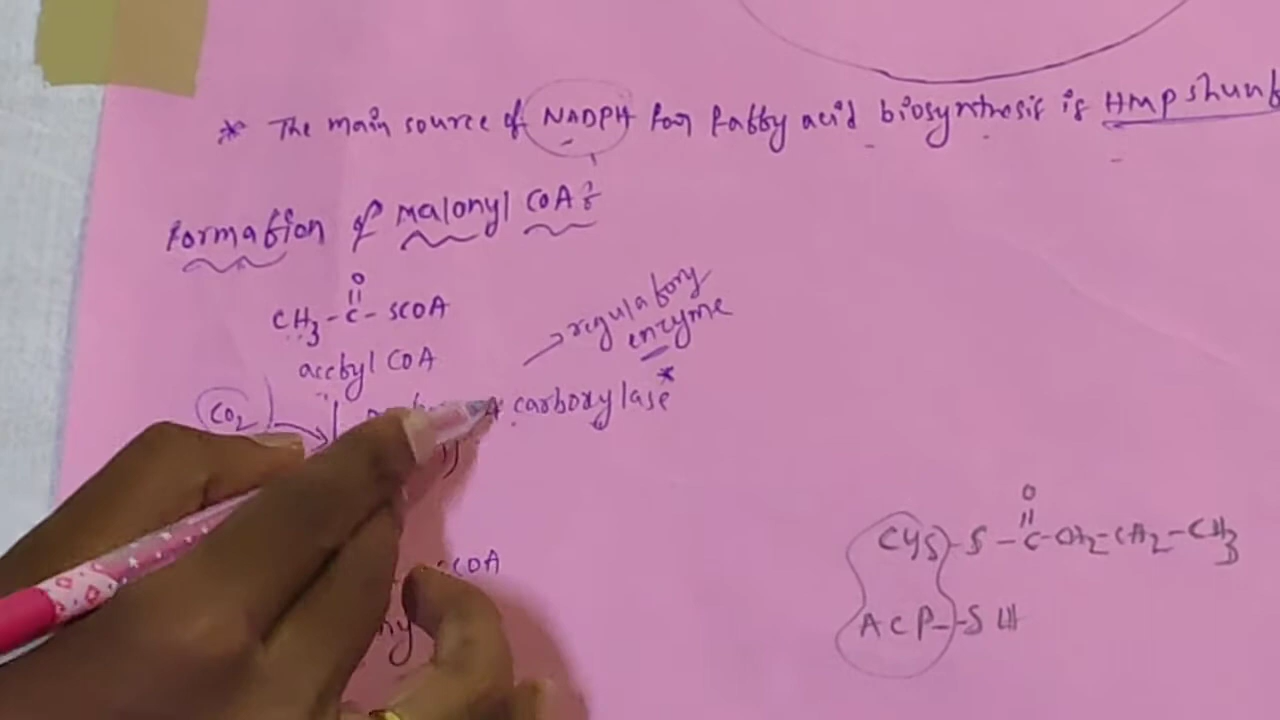 * The main source of NADPH for fatty acid biosynthesis is HMP shunt
Formation of Malonyl COA:
O
CH3-C-SCOA
acetyl COA
regulatory
enzyme
CO2
carboxylase *
COA
O
CYS-S-C-CH2-CH2-CH3
ACP-SH